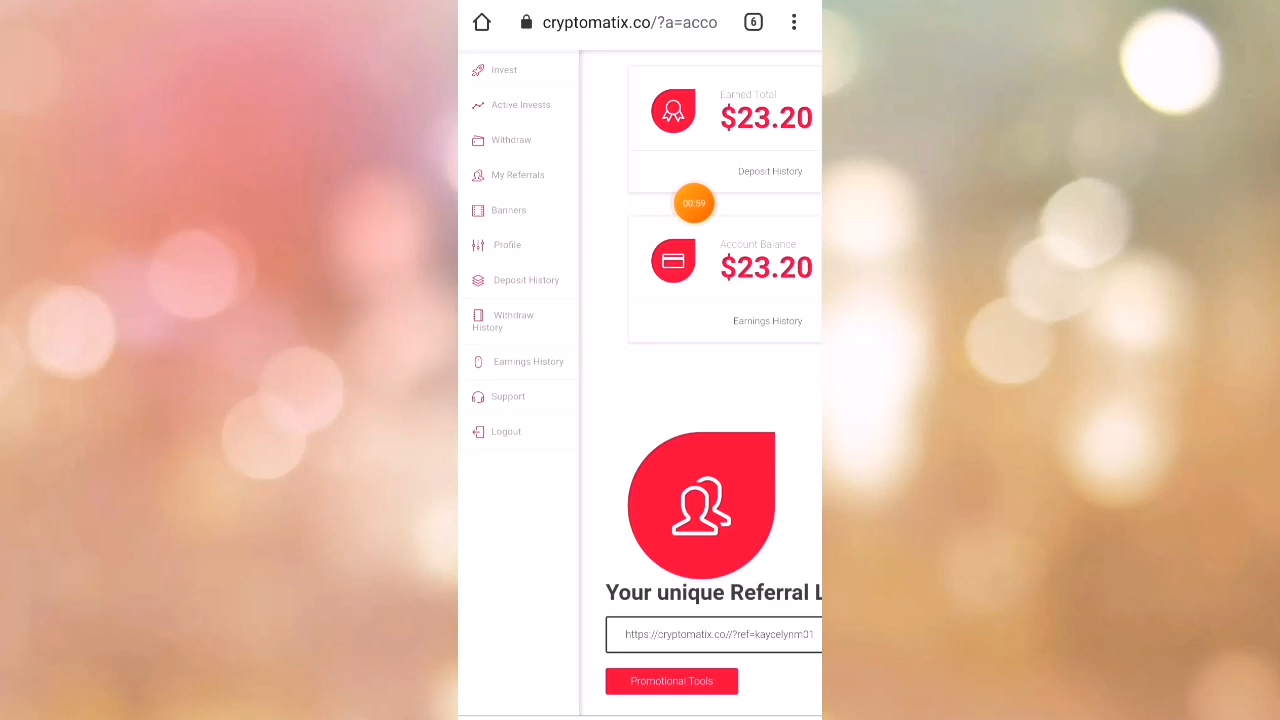 cryptomatix.co/?a=acco
6
Invest
Active Invests
Withdraw
My Referrals
Banners
Profile
Deposit History
Withdraw
History
Earnings History
Support
Logout
Earned Total
$23.20
Deposit History
00:59
Account Balance
$23.20
Earnings History
Your unique Referral L
https://cryptomatix.co//?ref=kaycelynm01
Promotional Tools